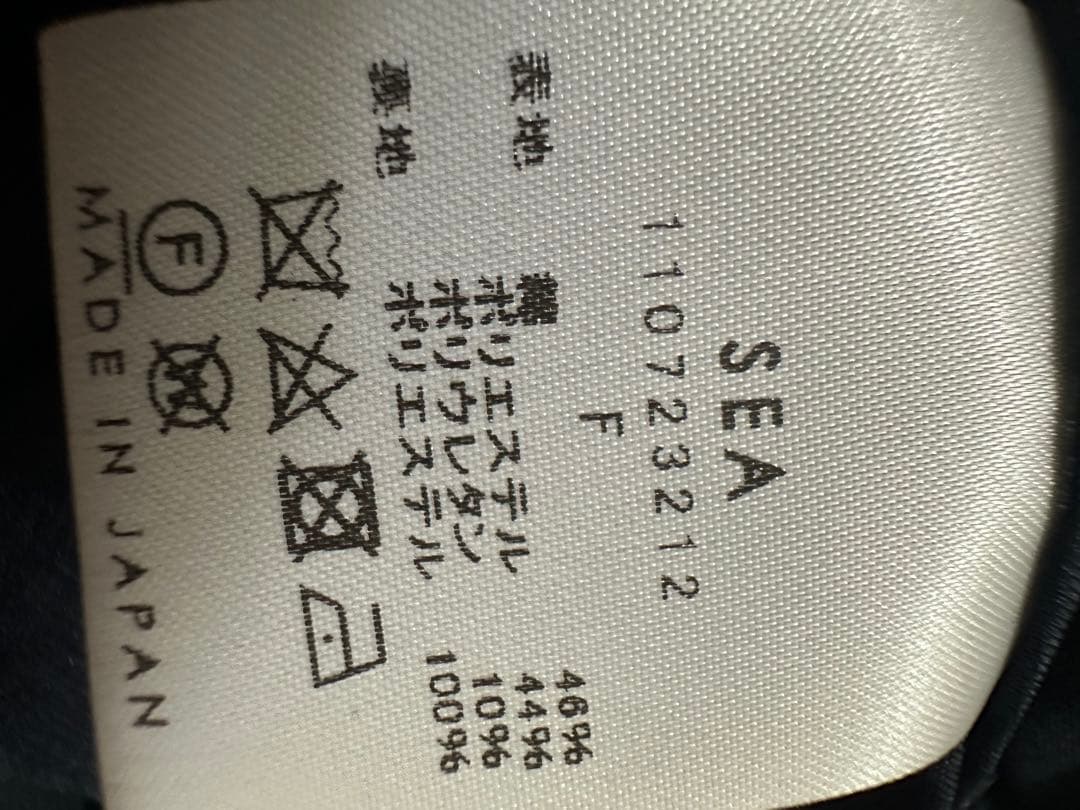 SEA
110723212
F
表地 46%
ポリエステル 44%
ポリウレタン 10%
裏地 ポリエステル 100%
F W
MADE IN JAPAN